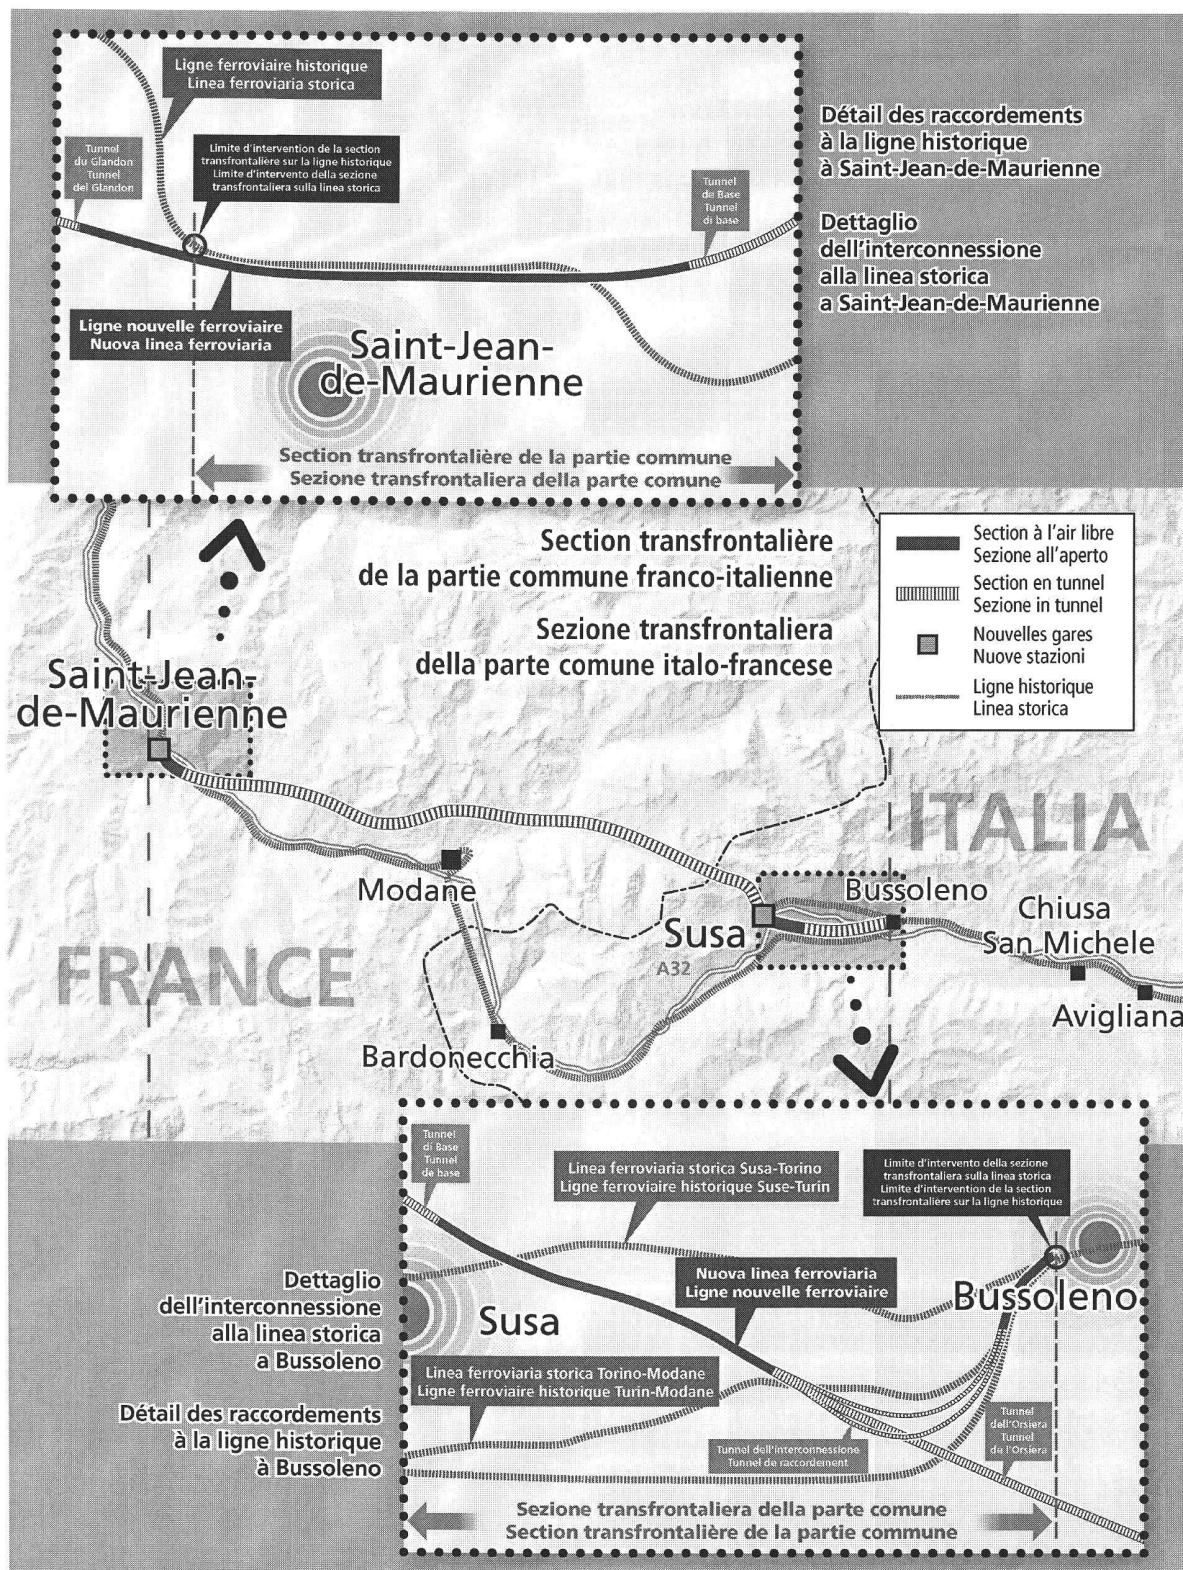 Ligne ferroviaire historique
Linea ferroviaria storica
Tunnel
du Glandon
Tunnel
del Glandon
Limite d'intervention de la section
transfrontalière sur la ligne historique
Limite d'intervento della sezione
transfrontaliera sulla linea storica
Tunnel
de Base
Tunnel
di base
Ligne nouvelle ferroviaire
Nuova linea ferroviaria
Saint-Jean-
de-Maurienne
Section transfrontalière de la partie commune
Sezione transfrontaliera della parte comune
Détail des raccordements
à la ligne historique
à Saint-Jean-de-Maurienne
Dettaglio
dell'interconnessione
alla linea storica
a Saint-Jean-de-Maurienne
Section transfrontalière
de la partie commune franco-italienne
Sezione transfrontaliera
della parte comune italo-francese
Section à l'air libre
Sezione all'aperto
Section en tunnel
Sezione in tunnel
Nouvelles gares
Nuove stazioni
Ligne historique
Linea storica
Saint-Jean-
de-Maurienne
ITALIA
Modane
Bussoleno
Chiusa
San Michele
Susa
A32
FRANCE
Avigliana
Bardonecchia
Tunnel
di Base
Tunnel
de base
Linea ferroviaria storica Susa-Torino
Ligne ferroviaire historique Suse-Turin
Limite d'intervento della sezione
transfrontaliera sulla linea storica
Limite d'intervention de la section
transfrontalière sur la ligne historique
Nuova linea ferroviaria
Ligne nouvelle ferroviaire
Bussoleno
Susa
Linea ferroviaria storica Torino-Modane
Ligne ferroviaire historique Turin-Modane
Tunnel dell'interconnessione
Tunnel de raccordement
Tunnel
dell'Orsiera
Tunnel
de l'Orsiera
Sezione transfrontaliera della parte comune
Section transfrontalière de la partie commune
Dettaglio
dell'interconnessione
alla linea storica
a Bussoleno
Détail des raccordements
à la ligne historique
à Bussoleno